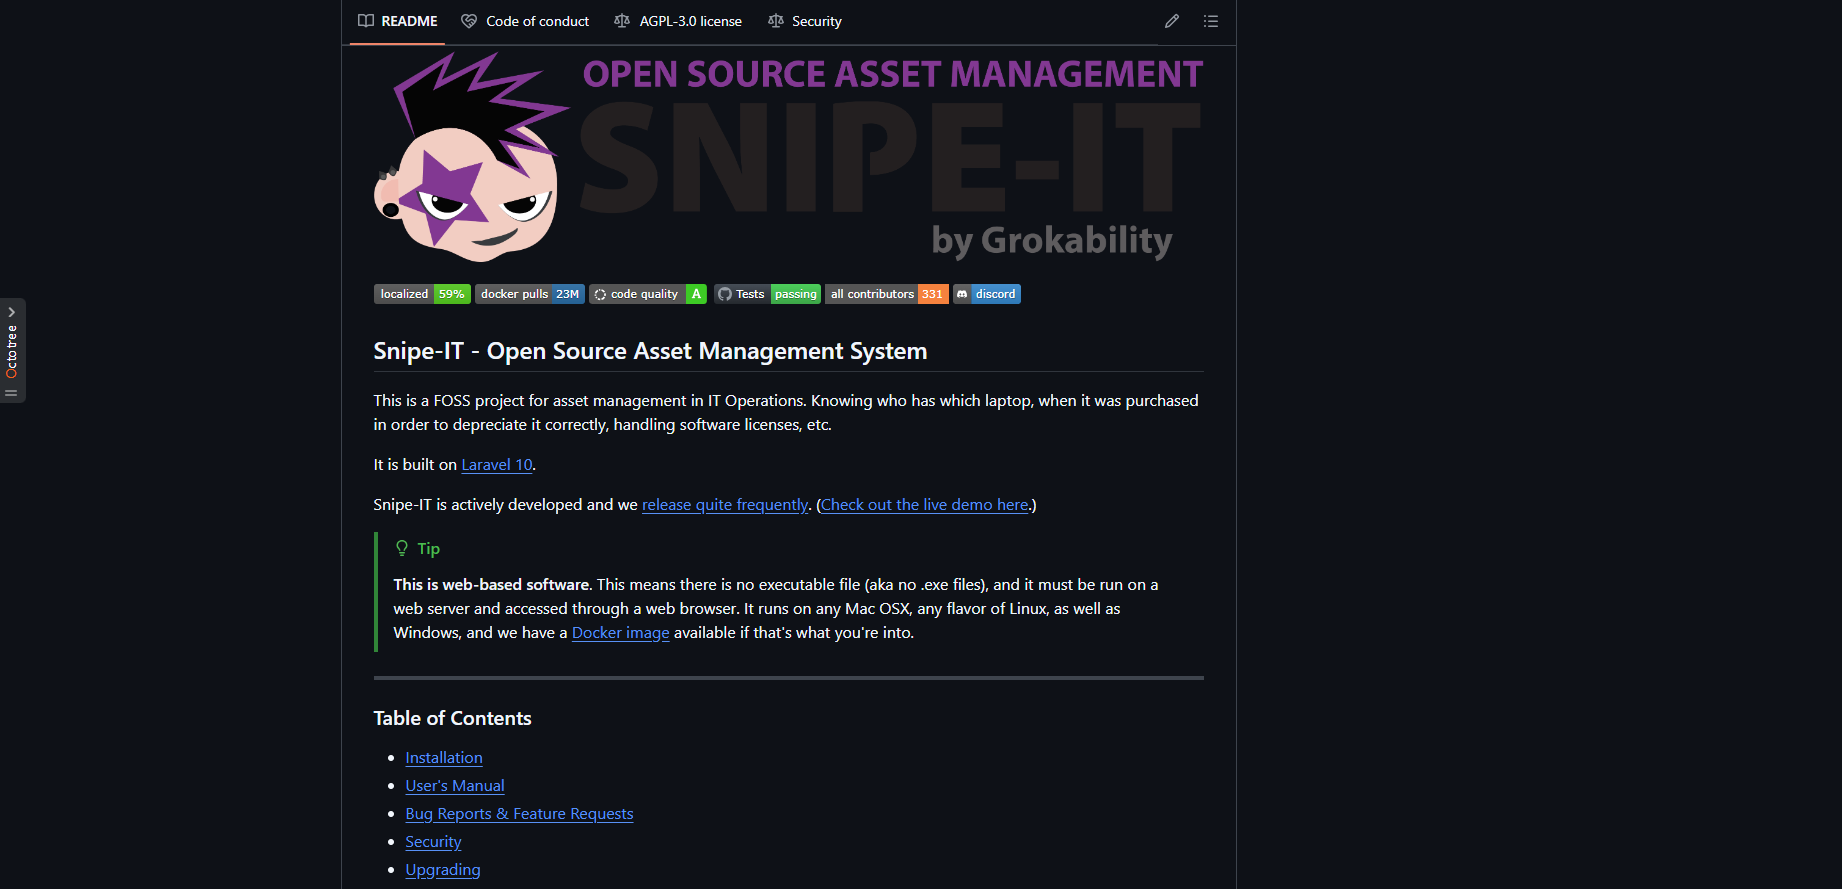 README
Code of conduct
AGPL-3.0 license
Security
OPEN SOURCE ASSET MANAGEMENT
SNIPE-IT
by Grokability
localized 59%
docker pulls 23M
code quality A
Tests passing
all contributors 331
discord
Octotree
Snipe-IT - Open Source Asset Management System
This is a FOSS project for asset management in IT Operations. Knowing who has which laptop, when it was purchased
in order to depreciate it correctly, handling software licenses, etc.
It is built on Laravel 10.
Snipe-IT is actively developed and we release quite frequently. (Check out the live demo here.)
Tip
This is web-based software. This means there is no executable file (aka no .exe files), and it must be run on a
web server and accessed through a web browser. It runs on any Mac OSX, any flavor of Linux, as well as
Windows, and we have a Docker image available if that's what you're into.
Table of Contents
Installation
User's Manual
Bug Reports & Feature Requests
Security
Upgrading